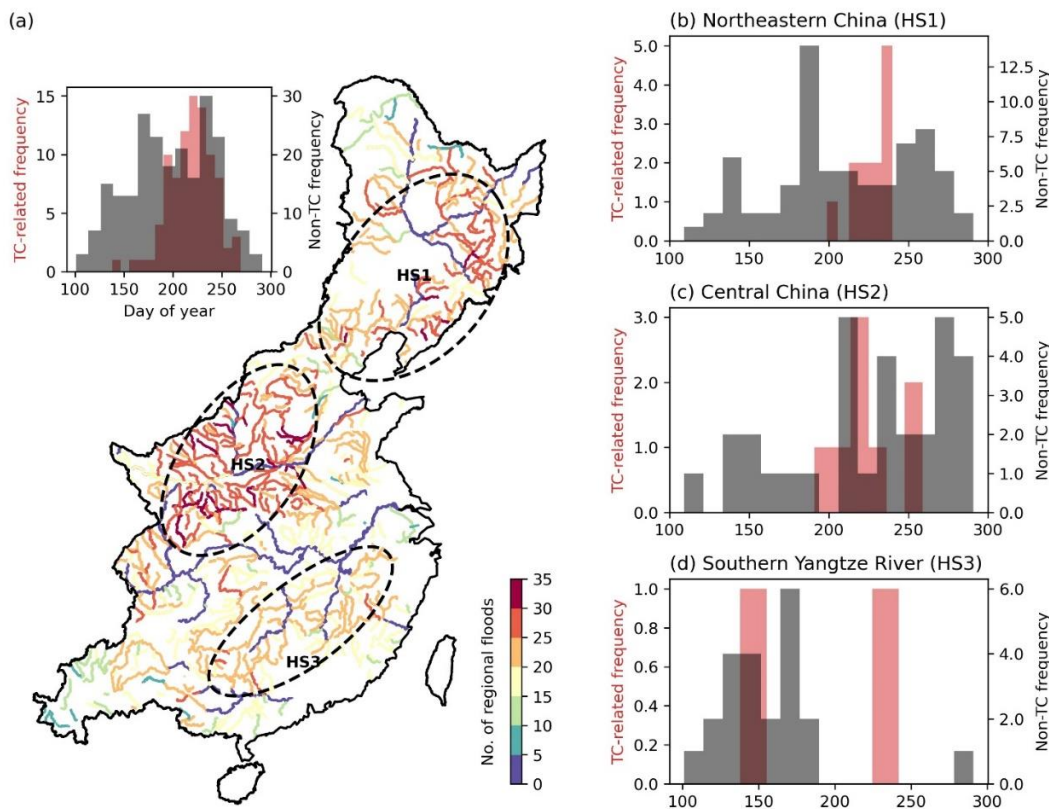 (a)
15
10
5
0
TC-related frequency
30
20
10
0
Non-TC frequency
100 150 200 250 300
Day of year
HS1
HS2
HS3
No. of regional floods
35
30
25
20
15
10
5
0
(b) Northeastern China (HS1)
5.0
4.0
3.0
2.0
1.0
0.0
TC-related frequency
12.5
10.0
7.5
5.0
2.5
0.0
Non-TC frequency
100 150 200 250 300
(c) Central China (HS2)
3.0
2.0
1.0
0.0
TC-related frequency
5.0
4.0
3.0
2.0
1.0
0.0
Non-TC frequency
100 150 200 250 300
(d) Southern Yangtze River (HS3)
1.0
0.8
0.6
0.4
0.2
0.0
TC-related frequency
6.0
4.0
2.0
0.0
Non-TC frequency
100 150 200 250 300